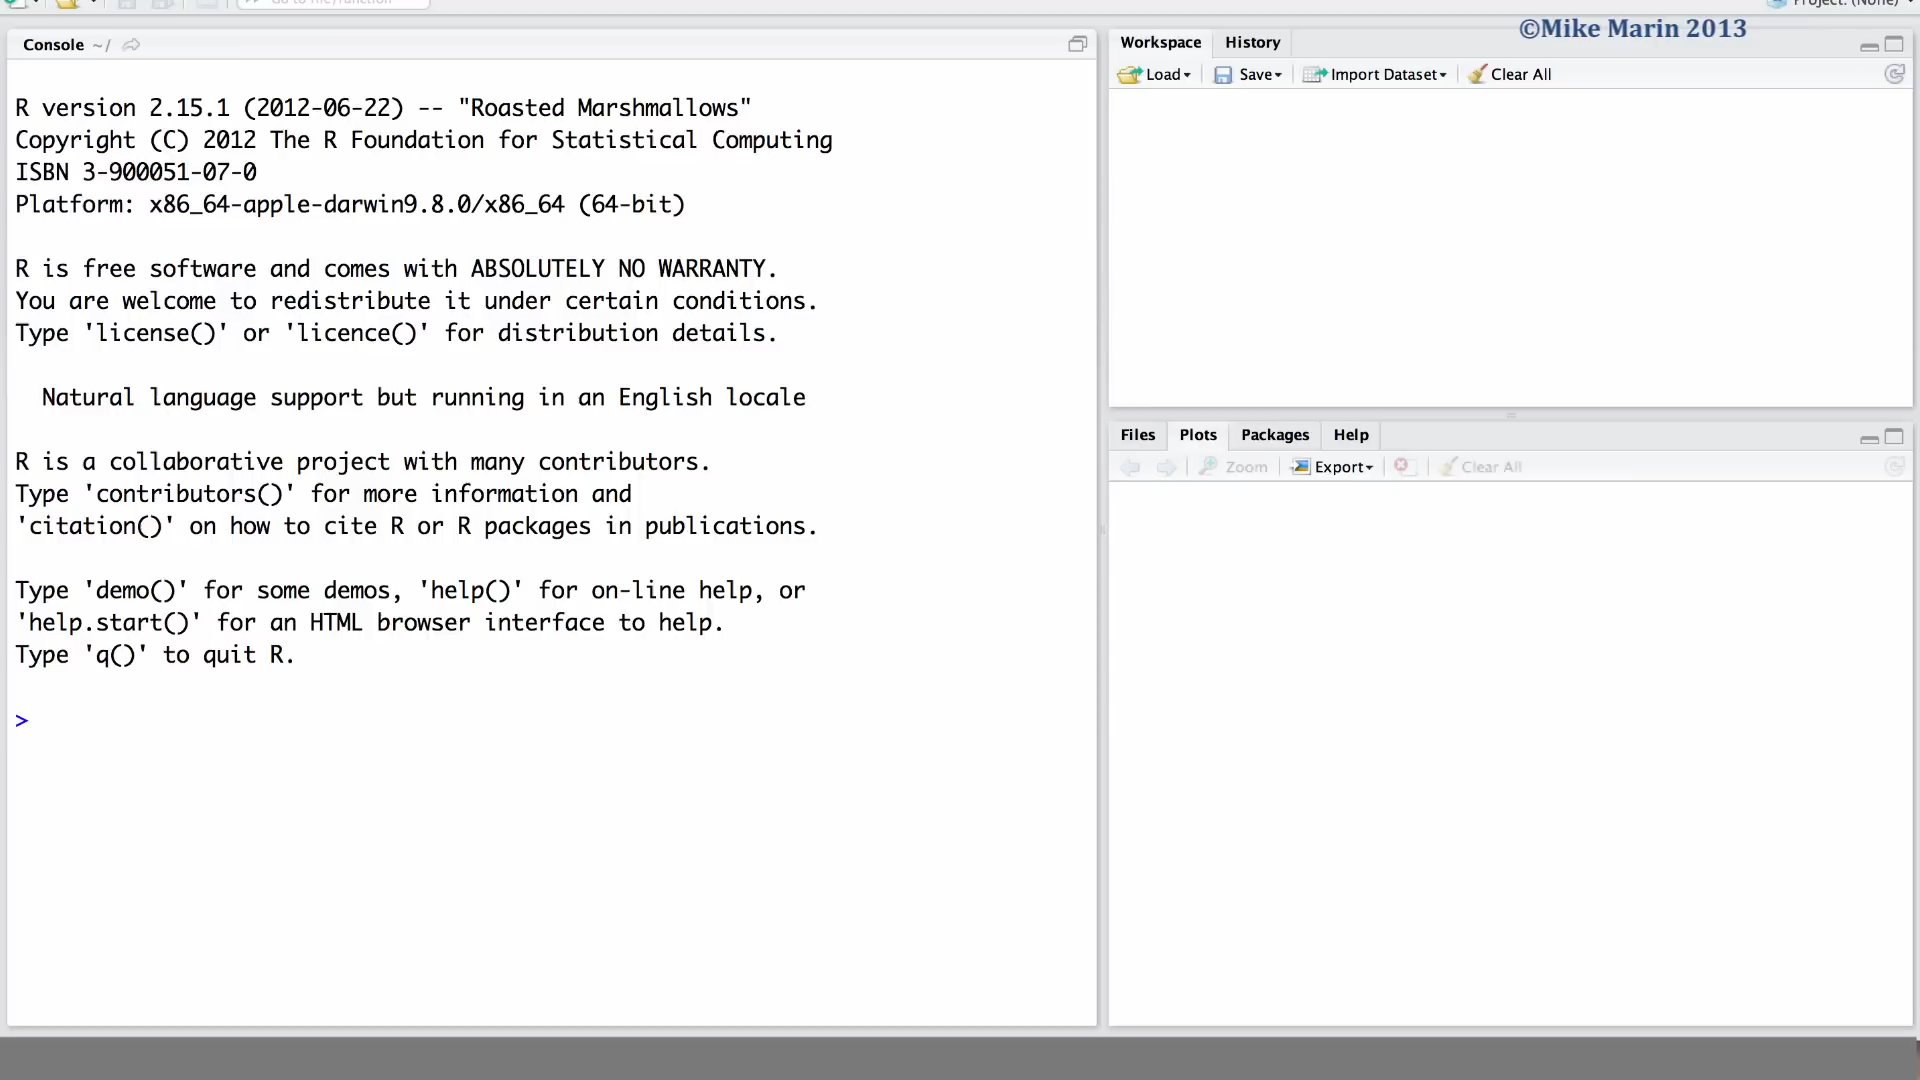 Project: (None)
©Mike Marin 2013
Console ~/
R version 2.15.1 (2012-06-22) -- "Roasted Marshmallows"
Copyright (C) 2012 The R Foundation for Statistical Computing
ISBN 3-900051-07-0
Platform: x86_64-apple-darwin9.8.0/x86_64 (64-bit)
R is free software and comes with ABSOLUTELY NO WARRANTY.
You are welcome to redistribute it under certain conditions.
Type 'license()' or 'licence()' for distribution details.
Natural language support but running in an English locale
R is a collaborative project with many contributors.
Type 'contributors()' for more information and
'citation()' on how to cite R or R packages in publications.
Type 'demo()' for some demos, 'help()' for on-line help, or
'help.start()' for an HTML browser interface to help.
Type 'q()' to quit R.
>
Workspace History
Load Save Import Dataset Clear All
Files Plots Packages Help
Zoom Export Clear All